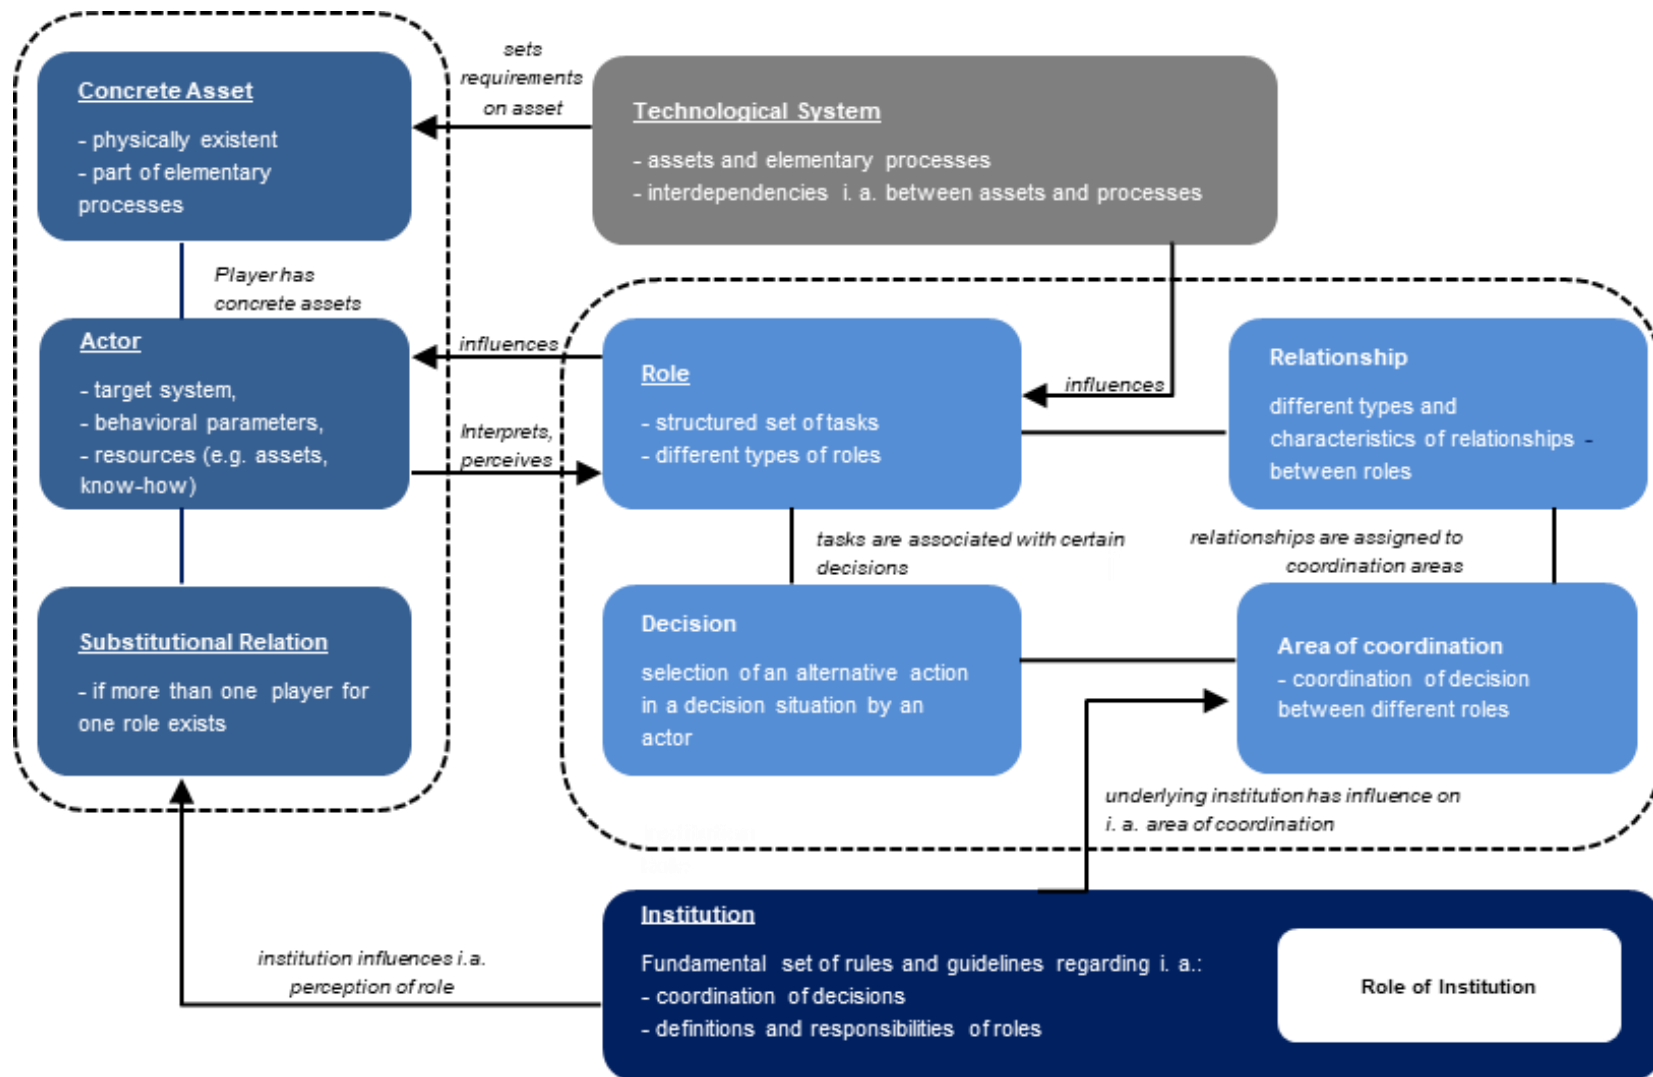 Concrete Asset
- physically existent
- part of elementary
processes
sets
requirements
on asset
Technological System
- assets and elementary processes
- interdependencies i. a. between assets and processes
Player has
concrete assets
Actor
- target system,
- behavioral parameters,
- resources (e.g. assets,
know-how)
influences
Interprets,
perceives
Role
- structured set of tasks
- different types of roles
influences
Relationship
different types and
characteristics of relationships -
between roles
tasks are associated with certain
decisions
relationships are assigned to
coordination areas
Substitutional Relation
- if more than one player for
one role exists
Decision
selection of an alternative action
in a decision situation by an
actor
Area of coordination
- coordination of decision
between different roles
underlying institution has influence on
i. a. area of coordination
institution influences i.a.
perception of role
Institution
Fundamental set of rules and guidelines regarding i. a.:
- coordination of decisions
- definitions and responsibilities of roles
Role of Institution